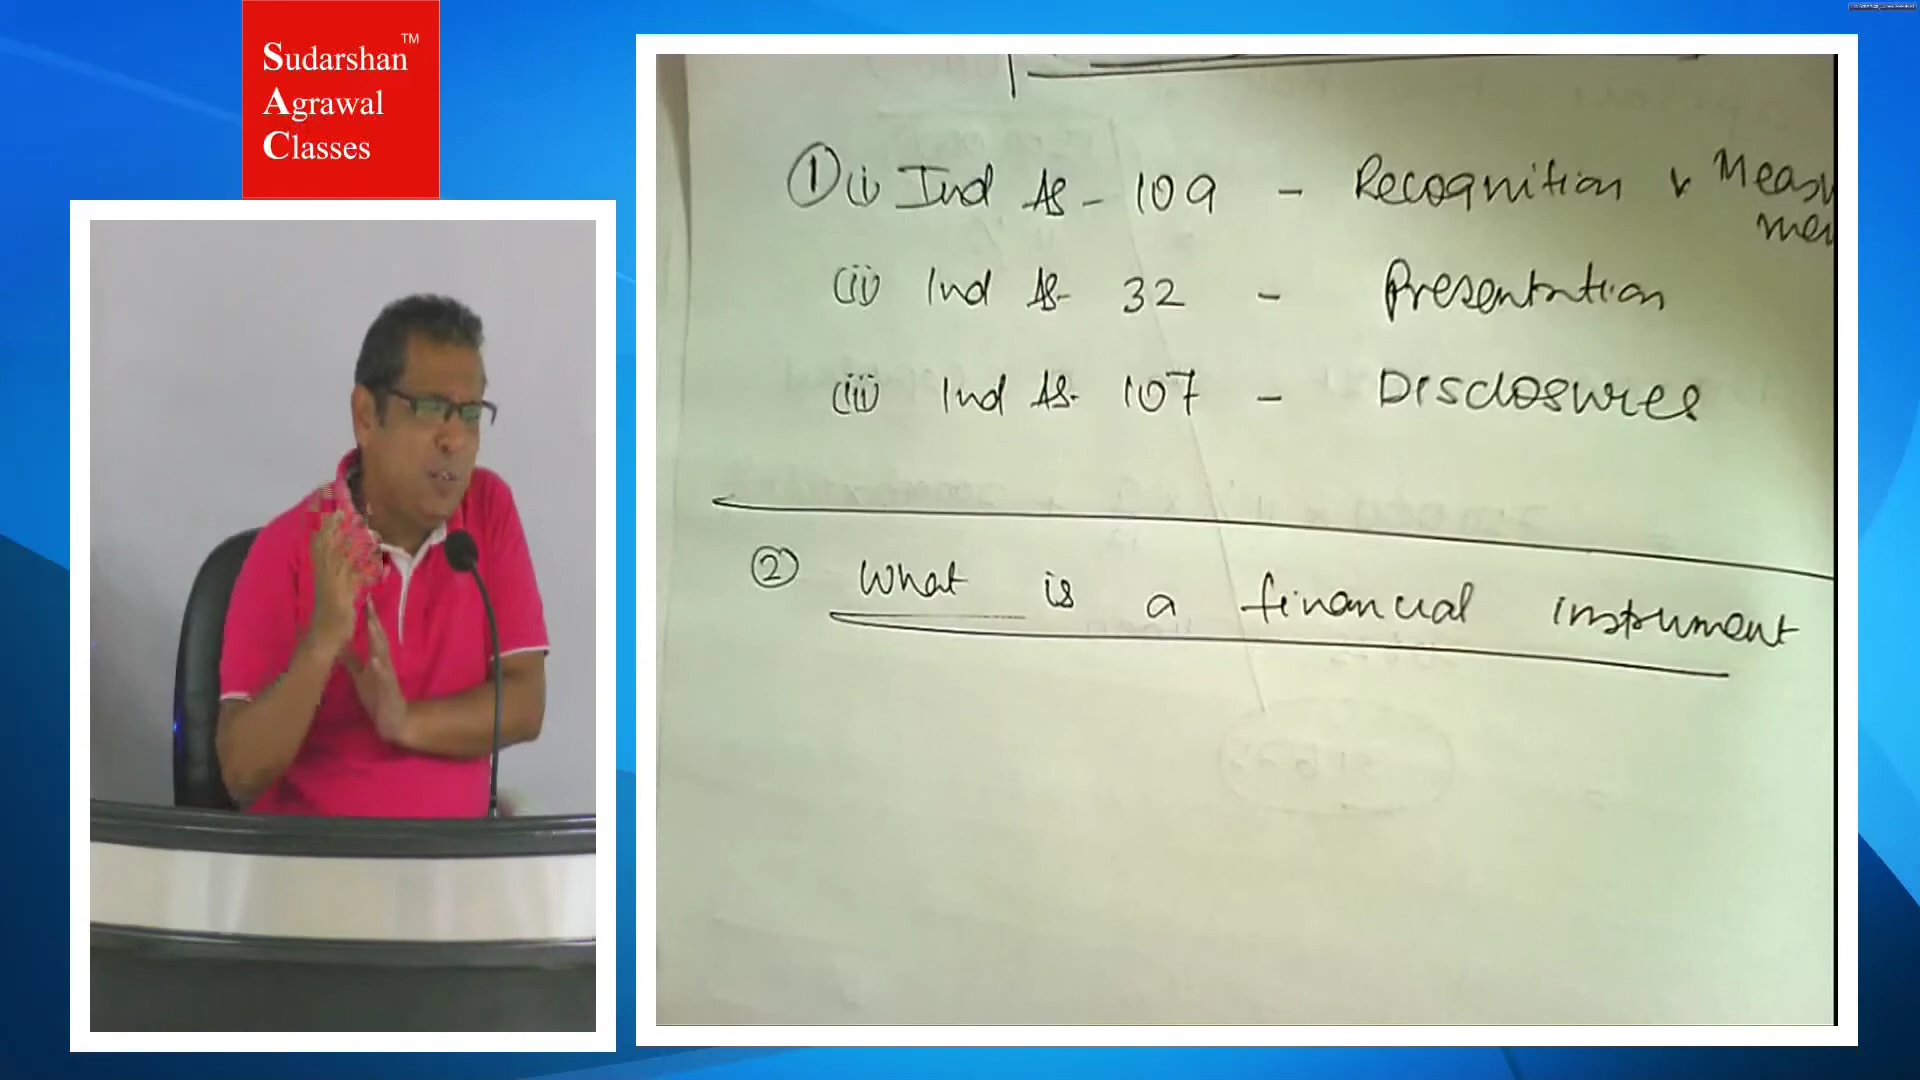 Sudarshan™
Agrawal
Classes
① (i) Ind AS - 109 - Recognition &
(ii) Ind AS- 32 - Presentation
(iii) Ind AS- 107 - Disclosures
② What is a financial instrument